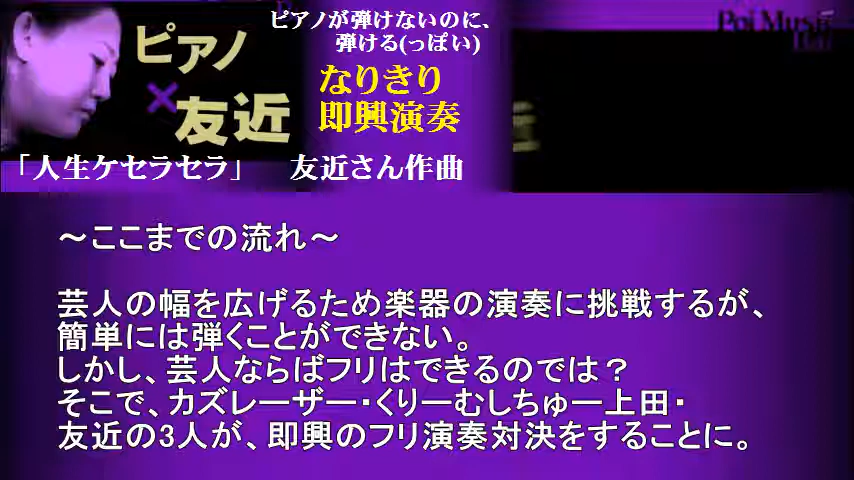 ピアノが弾けないのに、
弾ける(っぽい)
ピアノ
×友近
なりきり
即興演奏
Poi Music
近
「人生ケセラセラ」 友近さん作曲
～ここまでの流れ～
芸人の幅を広げるため楽器の演奏に挑戦するが、
簡単には弾くことができない。
しかし、芸人ならばフリはできるのでは？
そこで、カズレーザー・くりーむしちゅー上田・
友近の3人が、即興のフリ演奏対決をすることに。